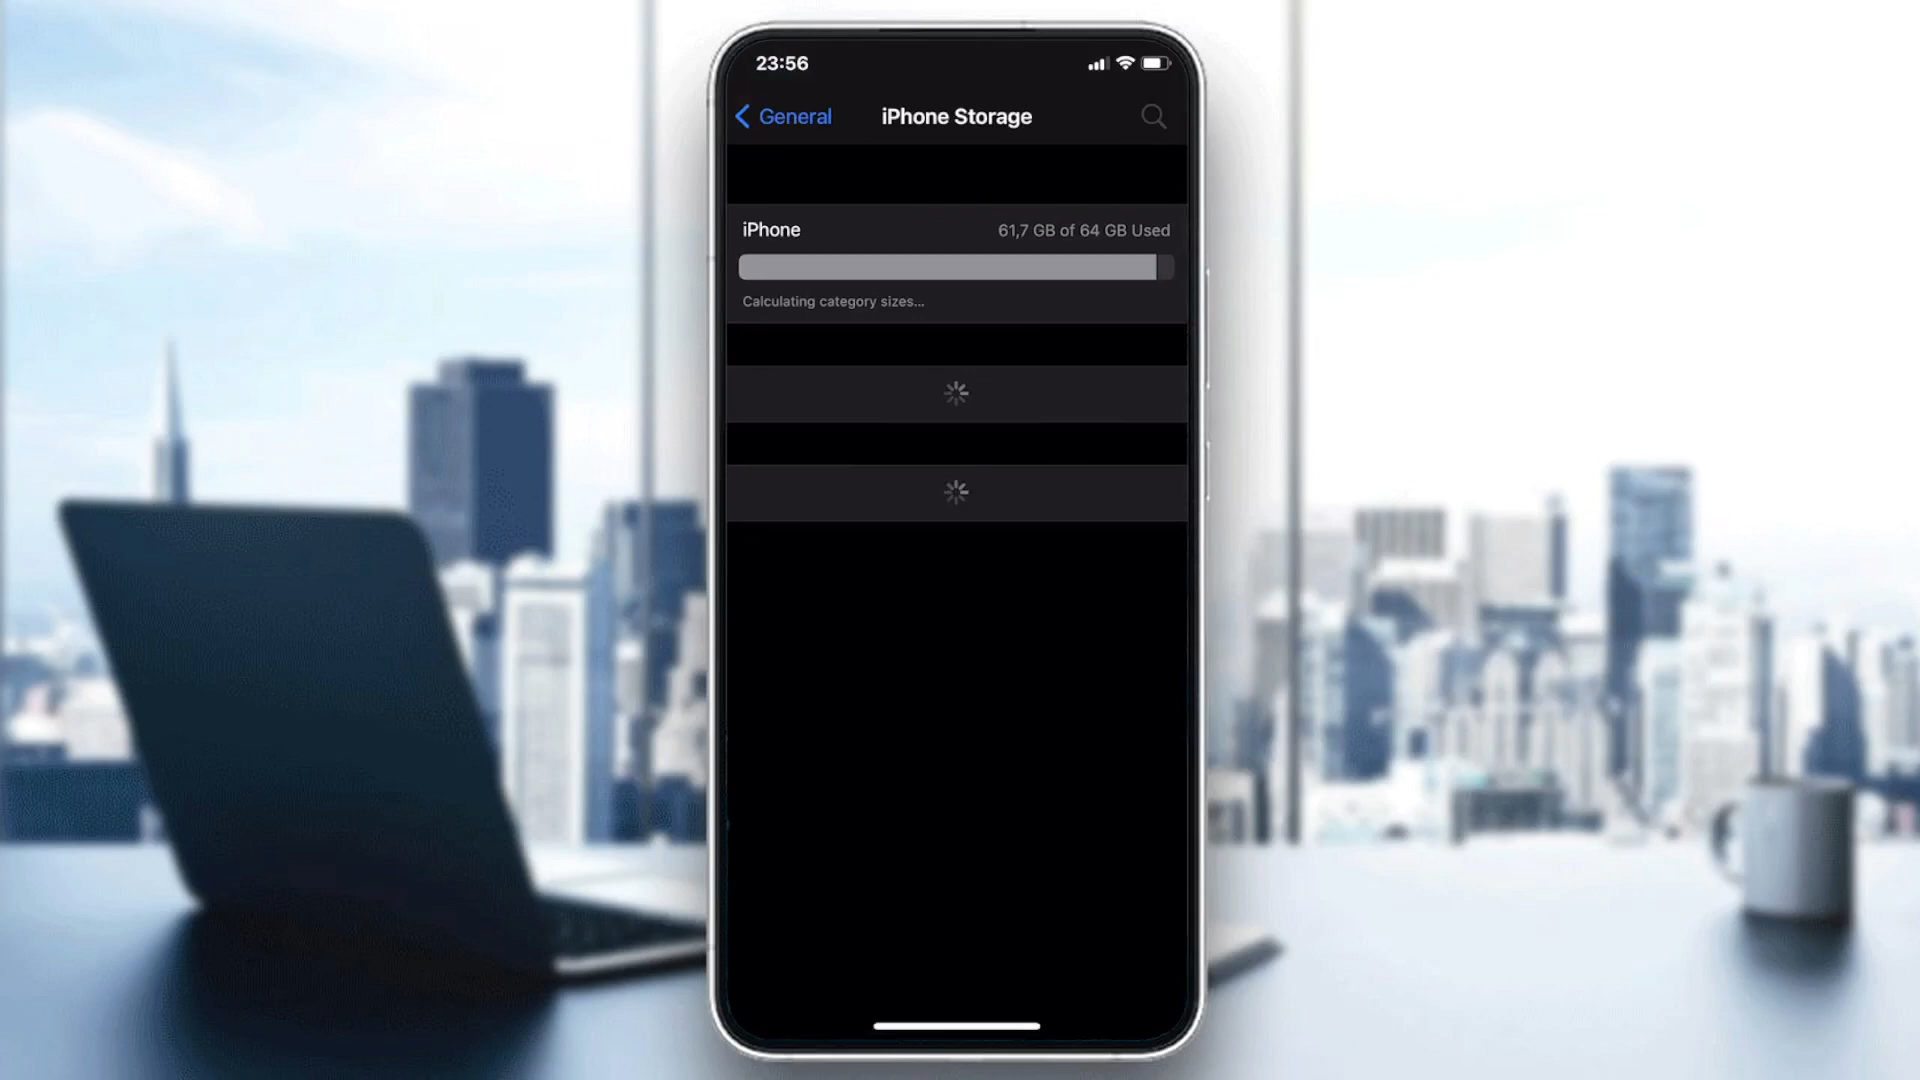 23:56
General
iPhone Storage
iPhone
61,7 GB of 64 GB Used
Calculating category sizes...